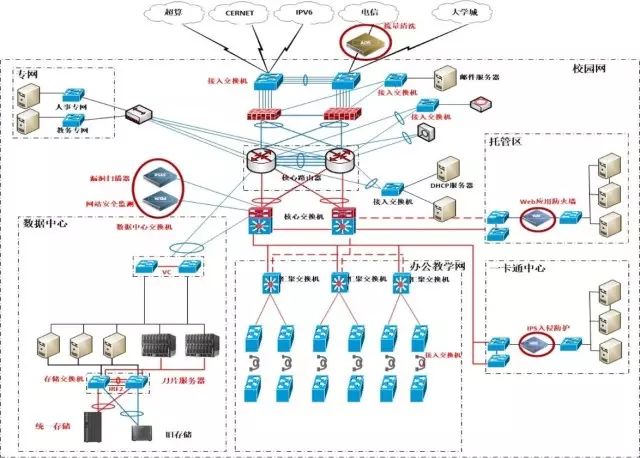 超算
CERNET
IPV6
电信
大学城
流量清洗
ADS
接入交换机
专网
校园网
人事专网
教务专网
接入交换机
邮件服务器
接入交换机
托管区
漏洞扫描器
网站安全监测
核心路由器
DHCP服务器
接入交换机
Web应用防火墙
核心交换机
数据中心
数据中心交换机
VC
办公教学网
一卡通中心
汇聚交换机
汇聚交换机
汇聚交换机
IPS入侵防护
接入交换机
存储交换机
IRF2
刀片服务器
统一存储
旧存储